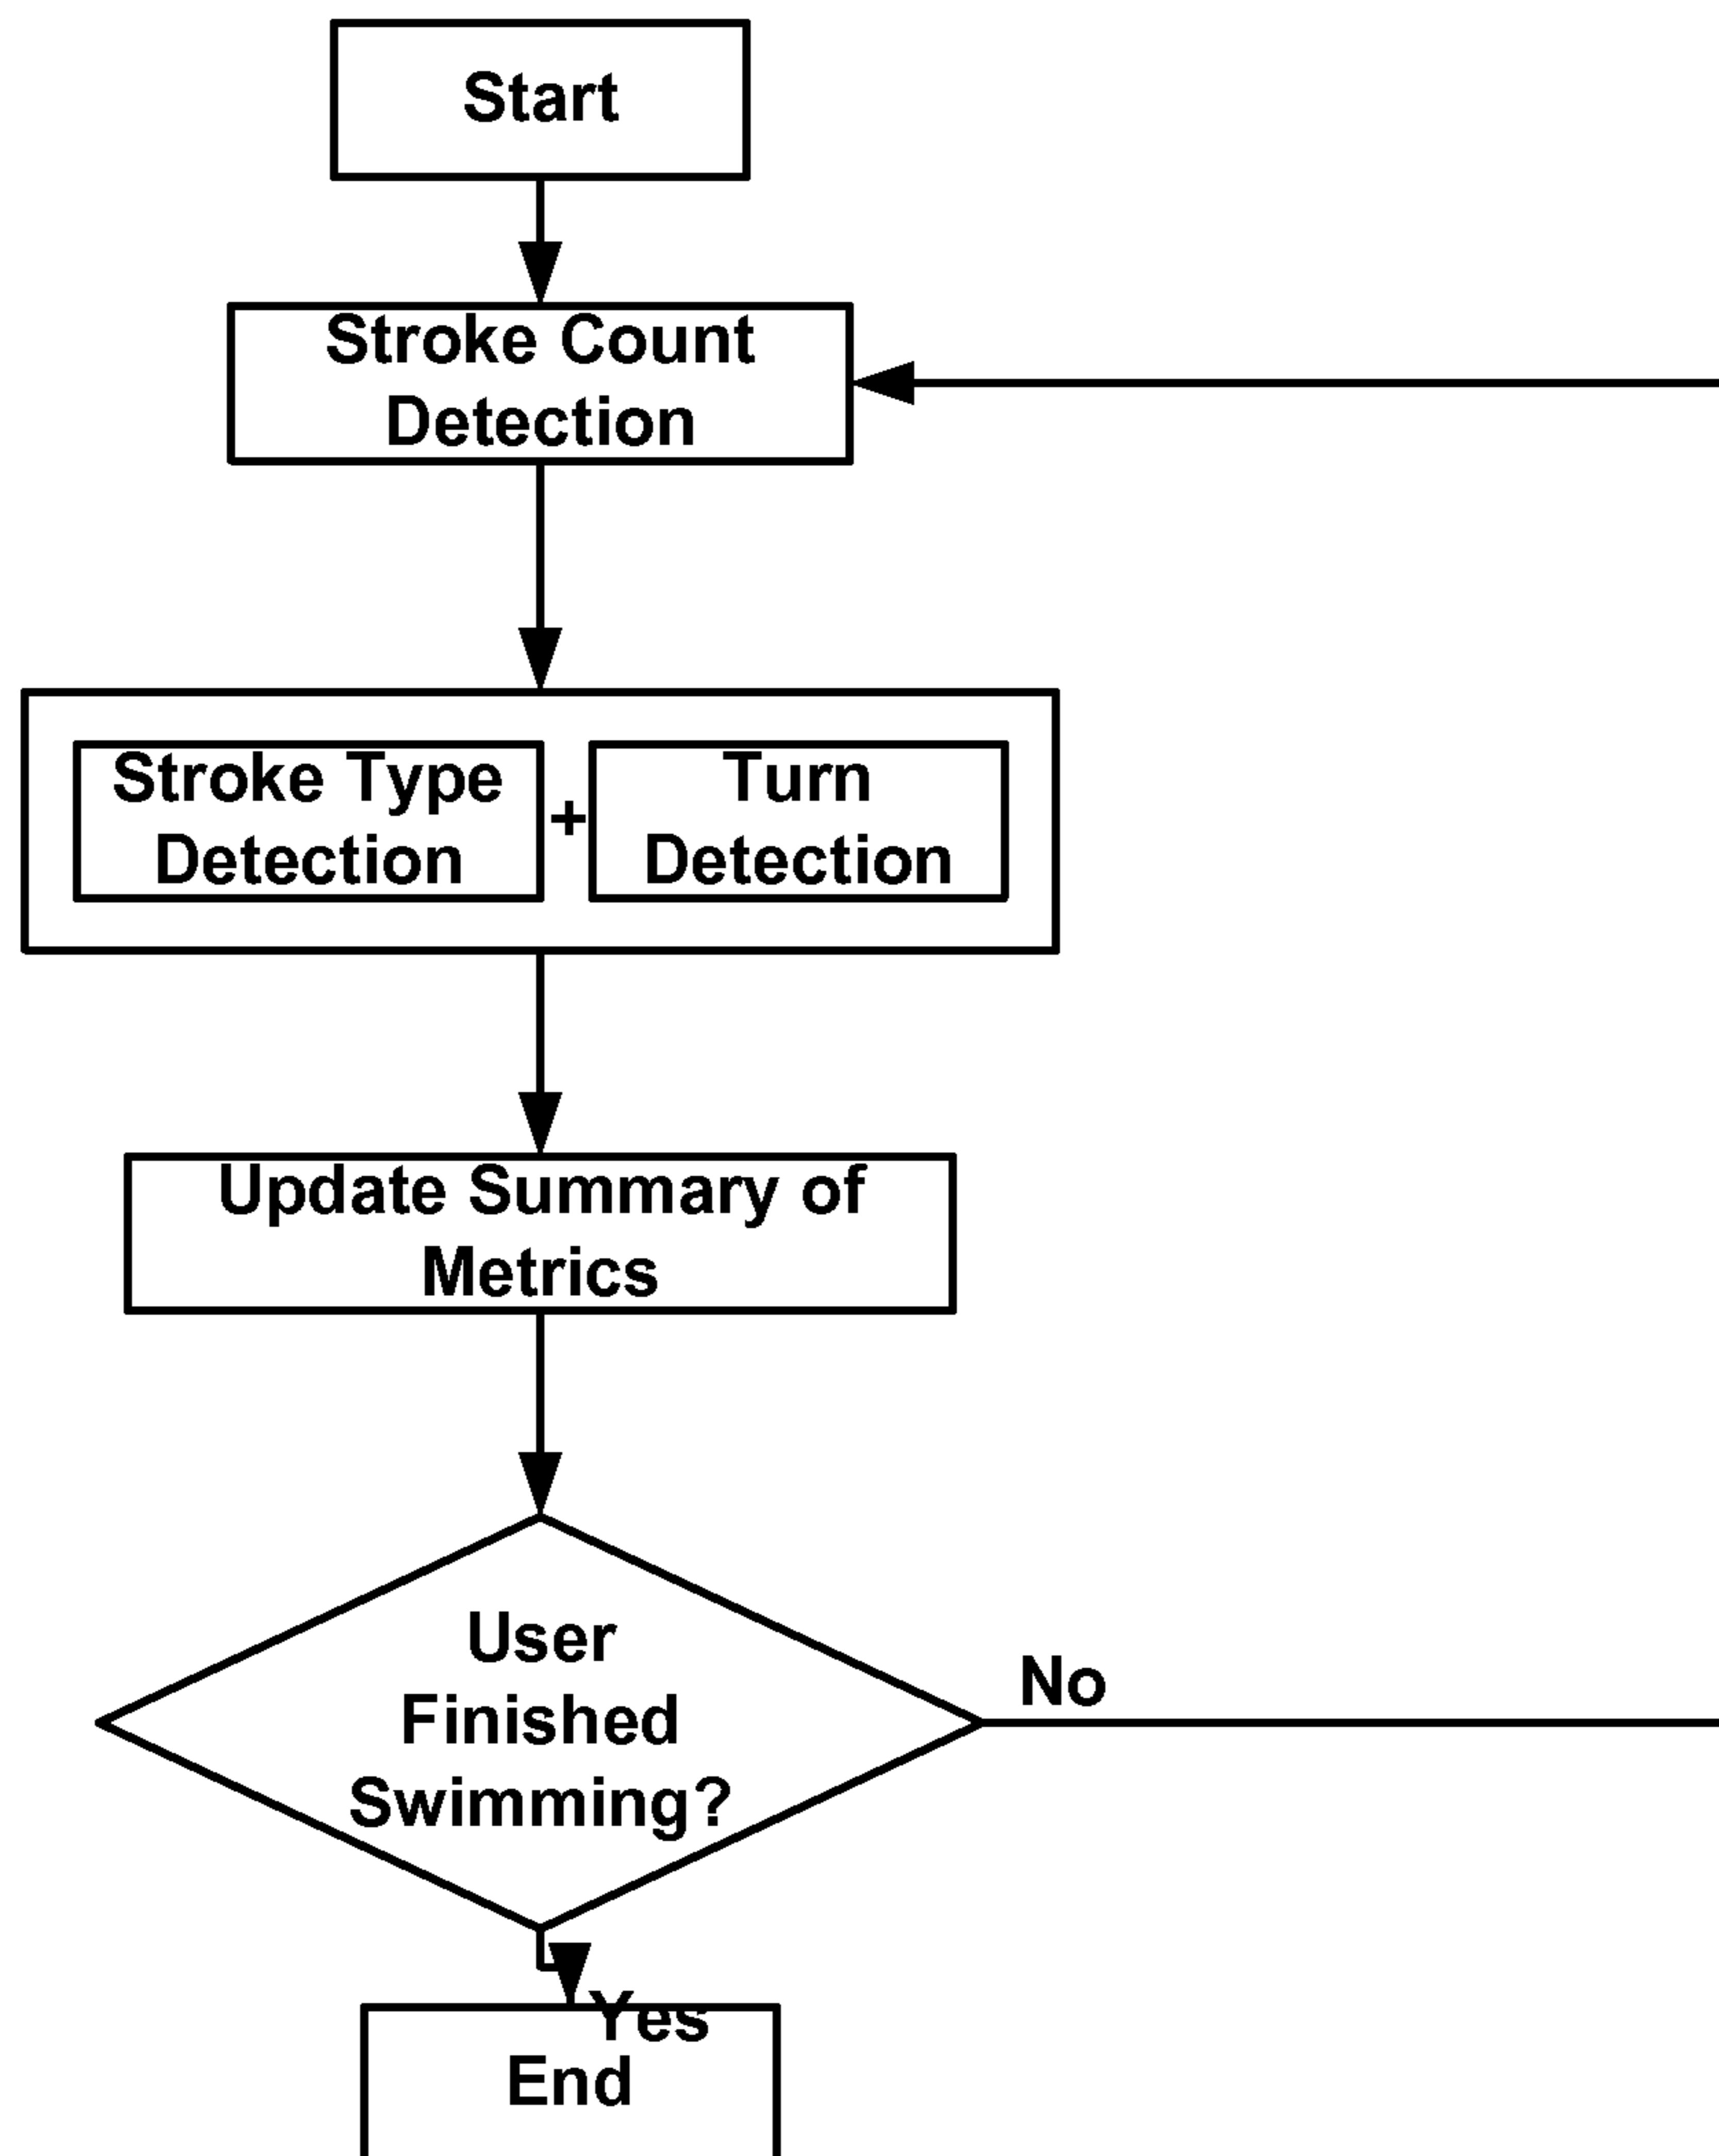 Start
Stroke Count
Detection
Stroke Type
Detection
+
Turn
Detection
Update Summary of
Metrics
User
Finished
Swimming?
No
Yes
End